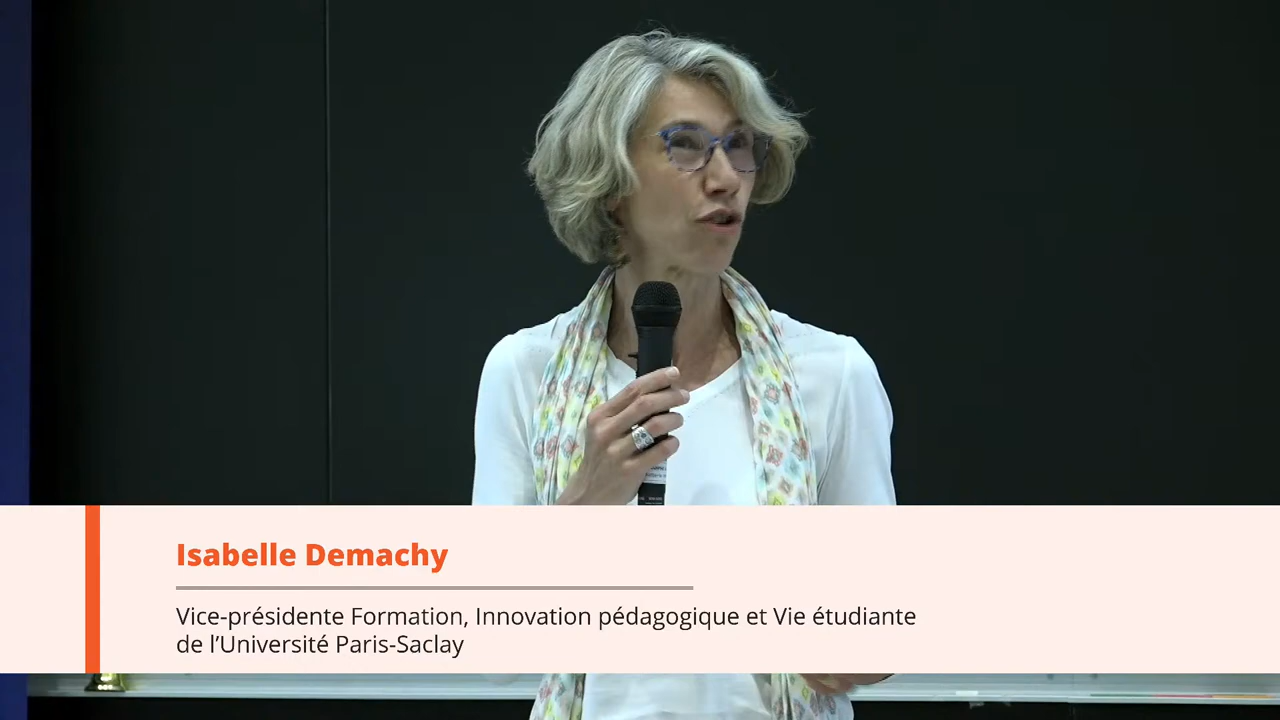 Isabelle Demachy
Vice-présidente Formation, Innovation pédagogique et Vie étudiante
de l’Université Paris-Saclay